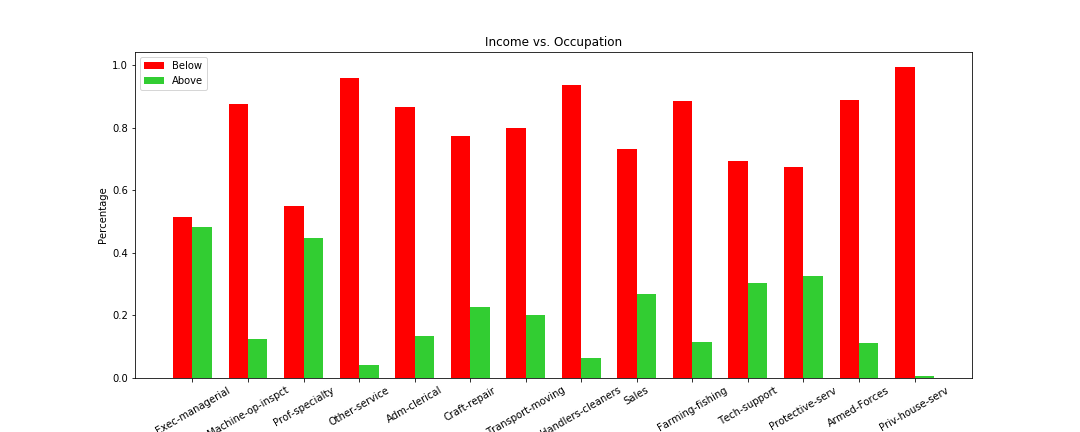 Income vs. Occupation
Below
Above
1.0
0.8
0.6
0.4
0.2
0.0
Percentage
Exec-managerial
Machine-op-inspct
Prof-specialty
Other-service
Adm-clerical
Craft-repair
Transport-moving
Handlers-cleaners
Sales
Farming-fishing
Tech-support
Protective-serv
Armed-Forces
Priv-house-serv